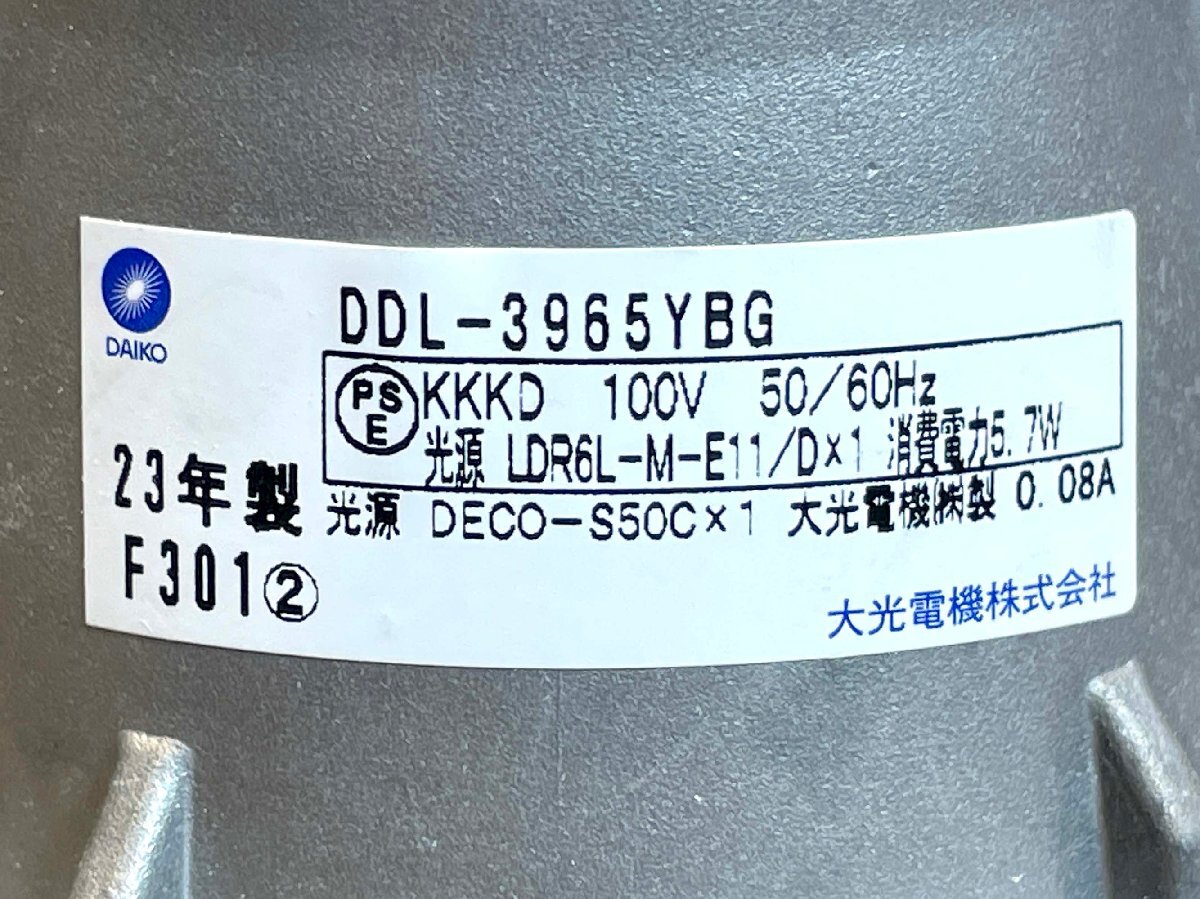 DAIKO
DDL-3965YBG
PS
E
KKKD 100V 50/60Hz
光源 LDR6L-M-E11/D×1 消費電力5.7W
光源 DECO-S50C×1 大光電機㈱製 0.08A
23年製
F301②
大光電機株式会社